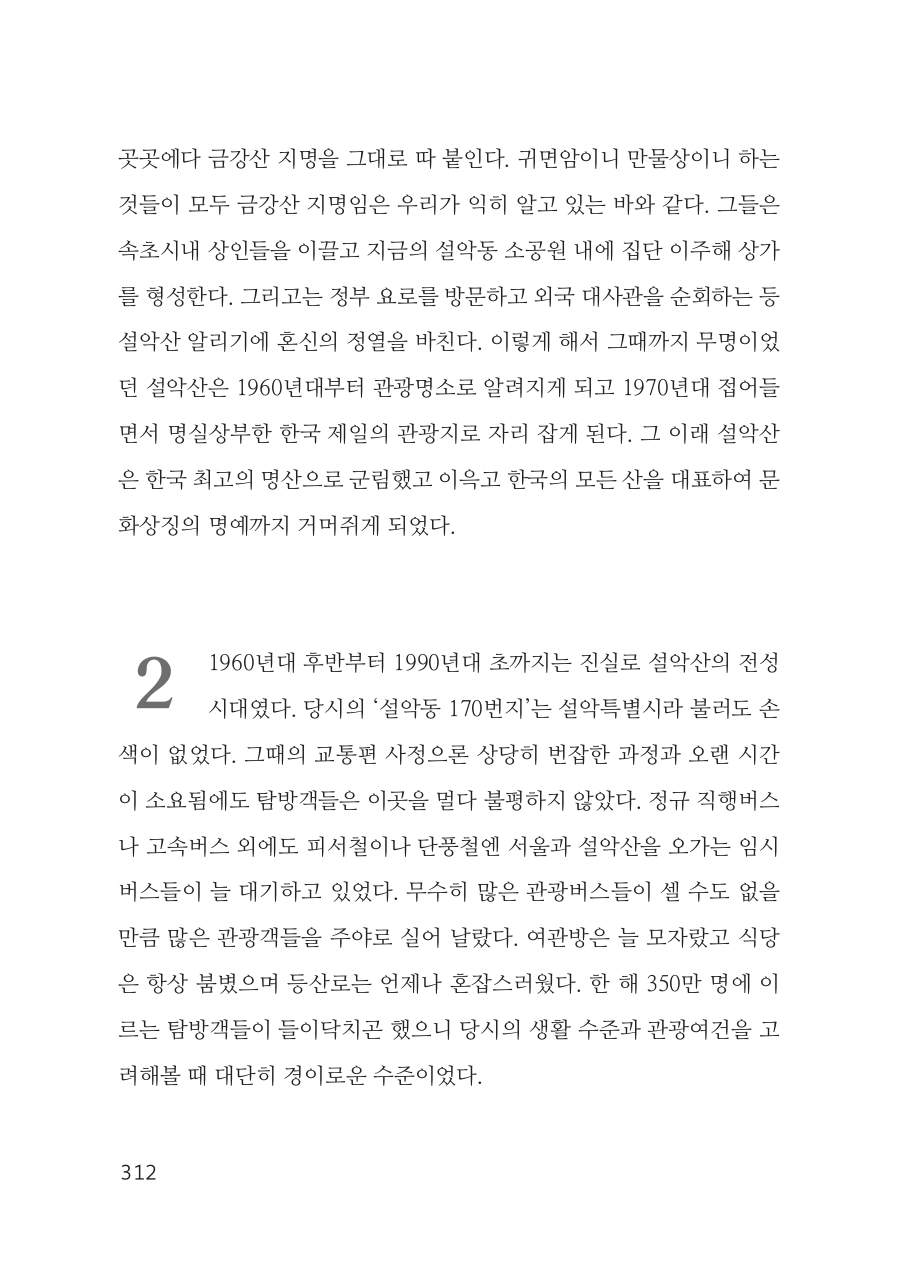 곳곳에다 금강산 지명을 그대로 따 붙인다. 귀면암이니 만물상이니 하는
것들이 모두 금강산 지명임은 우리가 익히 알고 있는 바와 같다. 그들은
속초시내 상인들을 이끌고 지금의 설악동 소공원 내에 집단 이주해 상가
를 형성한다. 그리고는 정부 요로를 방문하고 외국 대사관을 순회하는 등
설악산 알리기에 혼신의 정열을 바친다. 이렇게 해서 그때까지 무명이었
던 설악산은 1960년대부터 관광명소로 알려지게 되고 1970년대 접어들
면서 명실상부한 한국 제일의 관광지로 자리 잡게 된다. 그 이래 설악산
은 한국 최고의 명산으로 군림했고 이윽고 한국의 모든 산을 대표하여 문
화상징의 명예까지 거머쥐게 되었다.
2
1960년대 후반부터 1990년대 초까지는 진실로 설악산의 전성
시대였다. 당시의 ‘설악동 170번지’는 설악특별시라 불러도 손
색이 없었다. 그때의 교통편 사정으론 상당히 번잡한 과정과 오랜 시간
이 소요됨에도 탐방객들은 이곳을 멀다 불평하지 않았다. 정규 직행버스
나 고속버스 외에도 피서철이나 단풍철엔 서울과 설악산을 오가는 임시
버스들이 늘 대기하고 있었다. 무수히 많은 관광버스들이 셀 수도 없을
만큼 많은 관광객들을 주야로 실어 날랐다. 여관방은 늘 모자랐고 식당
은 항상 붐볐으며 등산로는 언제나 혼잡스러웠다. 한 해 350만 명에 이
르는 탐방객들이 들이닥치곤 했으니 당시의 생활 수준과 관광여건을 고
려해볼 때 대단히 경이로운 수준이었다.
312